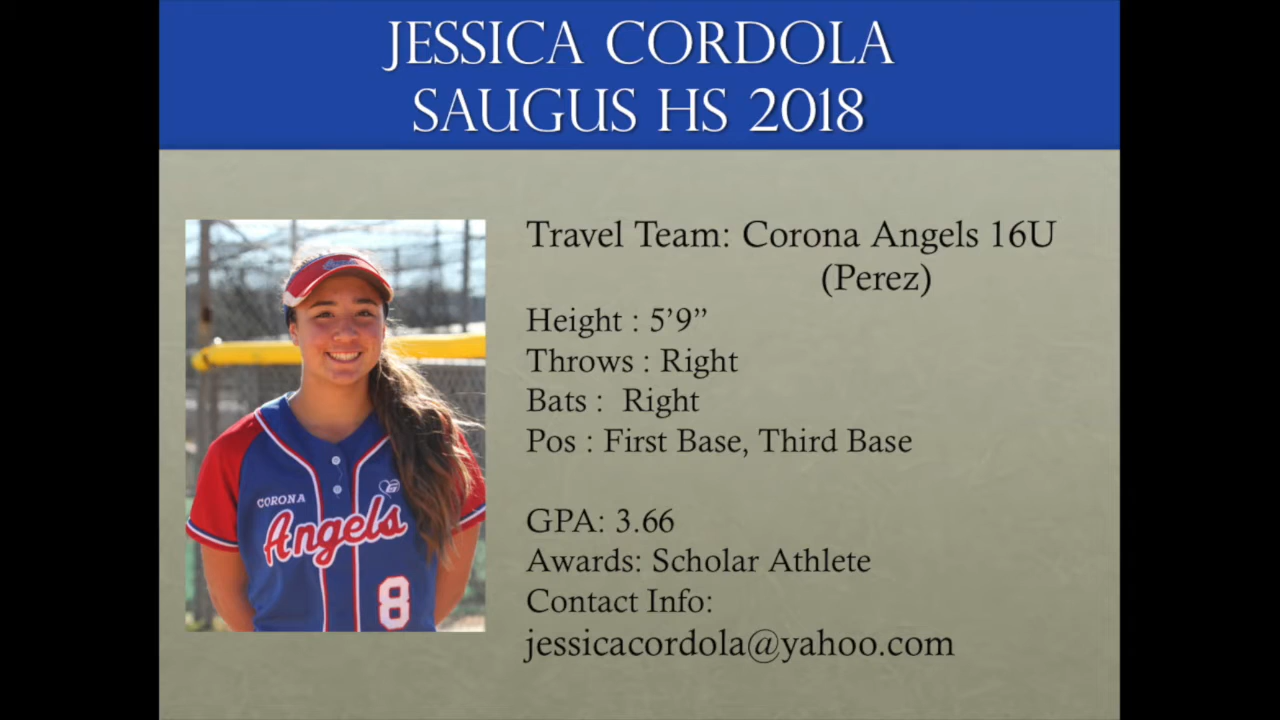 JESSICA CORDOLA
SAUGUS HS 2018
Travel Team: Corona Angels 16U
(Perez)
Height : 5’9”
Throws : Right
Bats : Right
Pos : First Base, Third Base
GPA: 3.66
Awards: Scholar Athlete
Contact Info:
jessicacordola@yahoo.com
CORONA
Angels
8